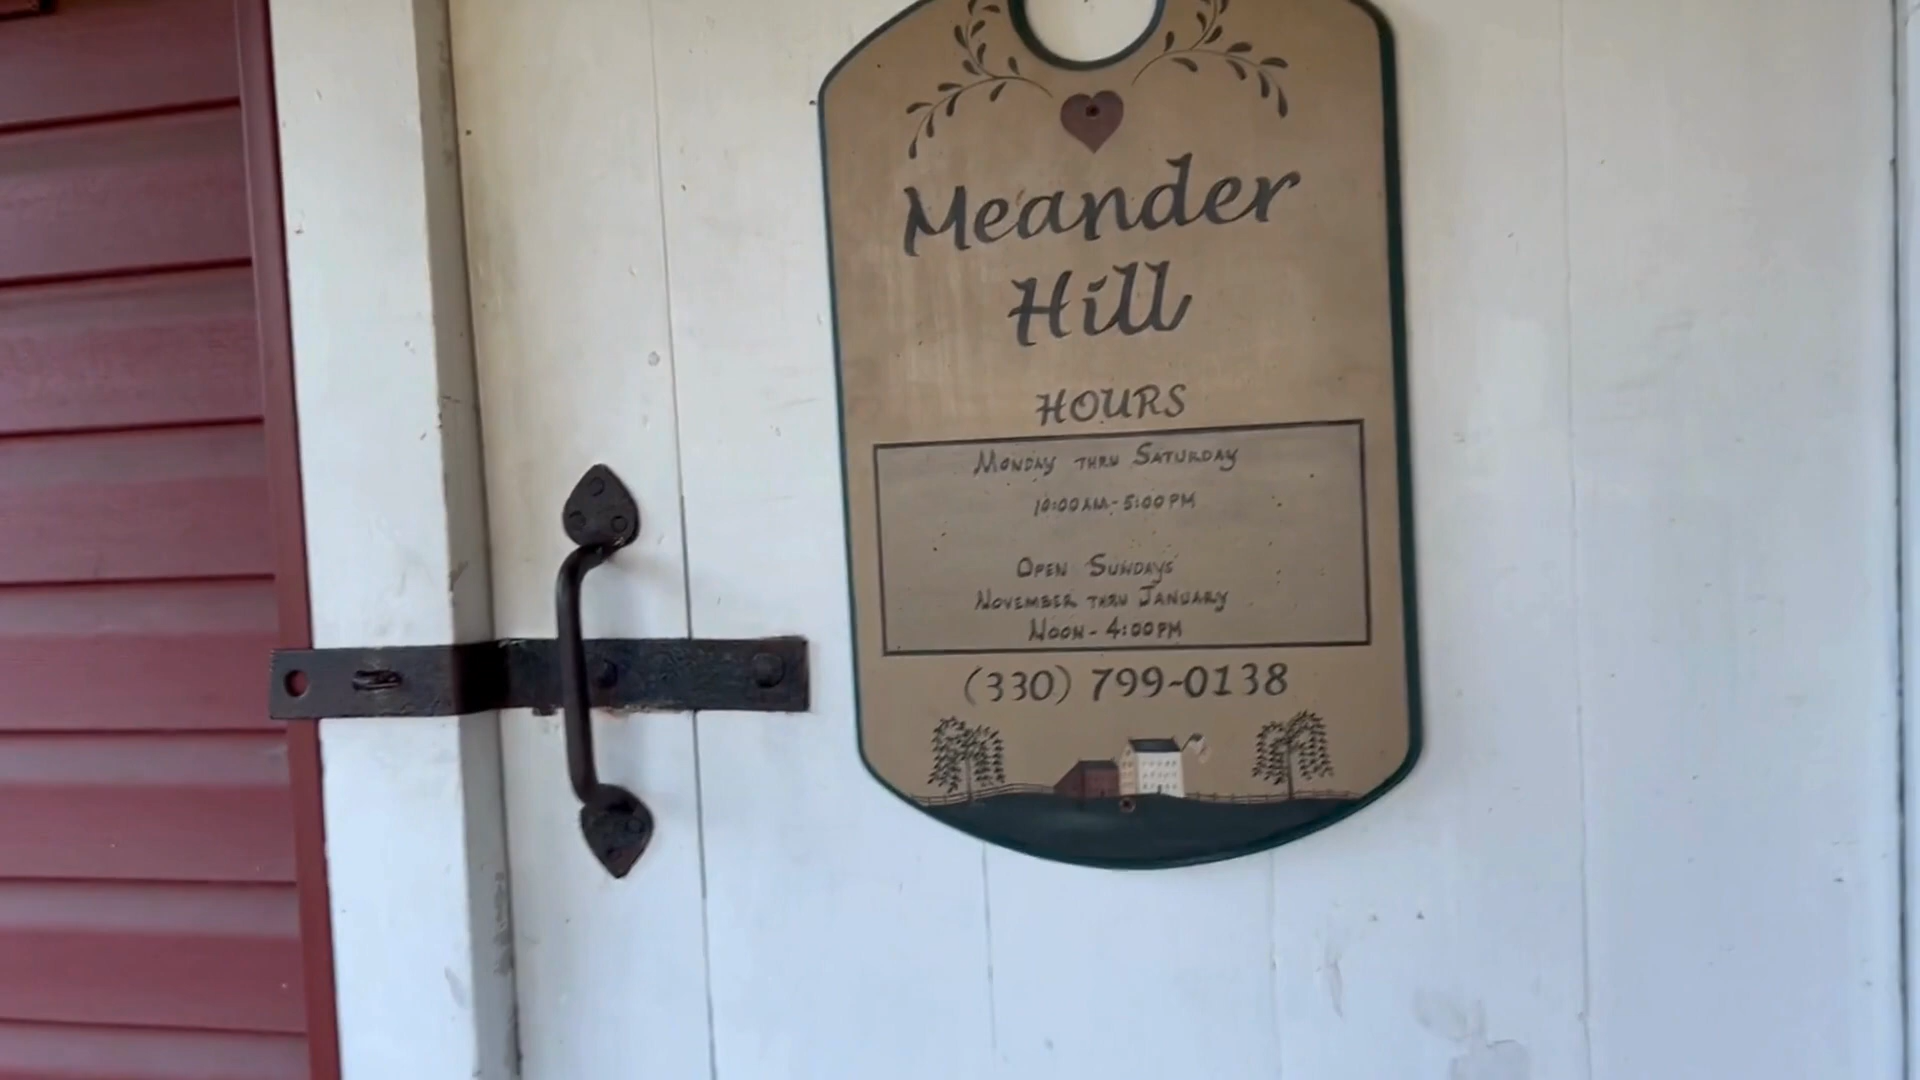 Meander
Hill
HOURS
MONDAY THRU SATURDAY
10:00AM-5:00PM
OPEN SUNDAYS
NOVEMBER THRU JANUARY
NOON-4:00PM
(330) 799-0138